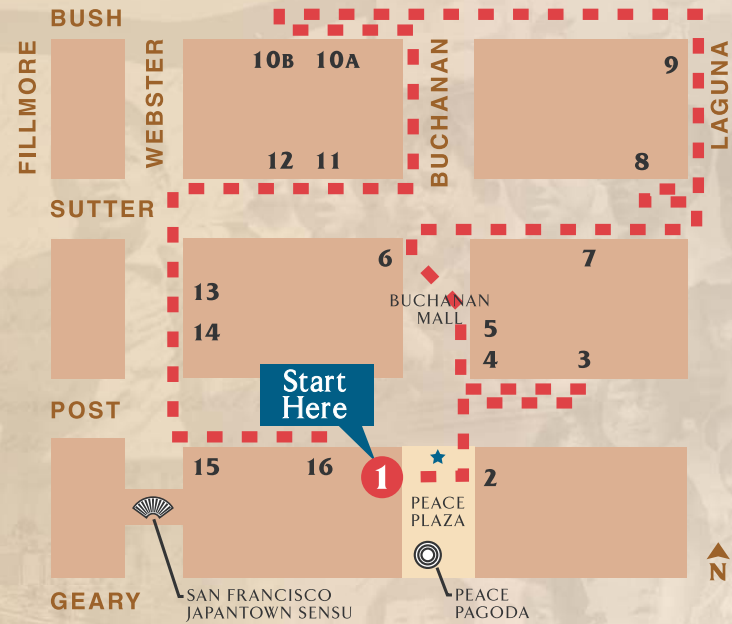 BUSH
FILLMORE
WEBSTER
BUCHANAN
LAGUNA
10B 10A
9
12 11
8
SUTTER
6
7
13
BUCHANAN
MALL
14
5
4
3
Start
Here
POST
15
16
1
2
PEACE
PLAZA
N
SAN FRANCISCO
JAPANTOWN SENSU
PEACE
PAGODA
GEARY